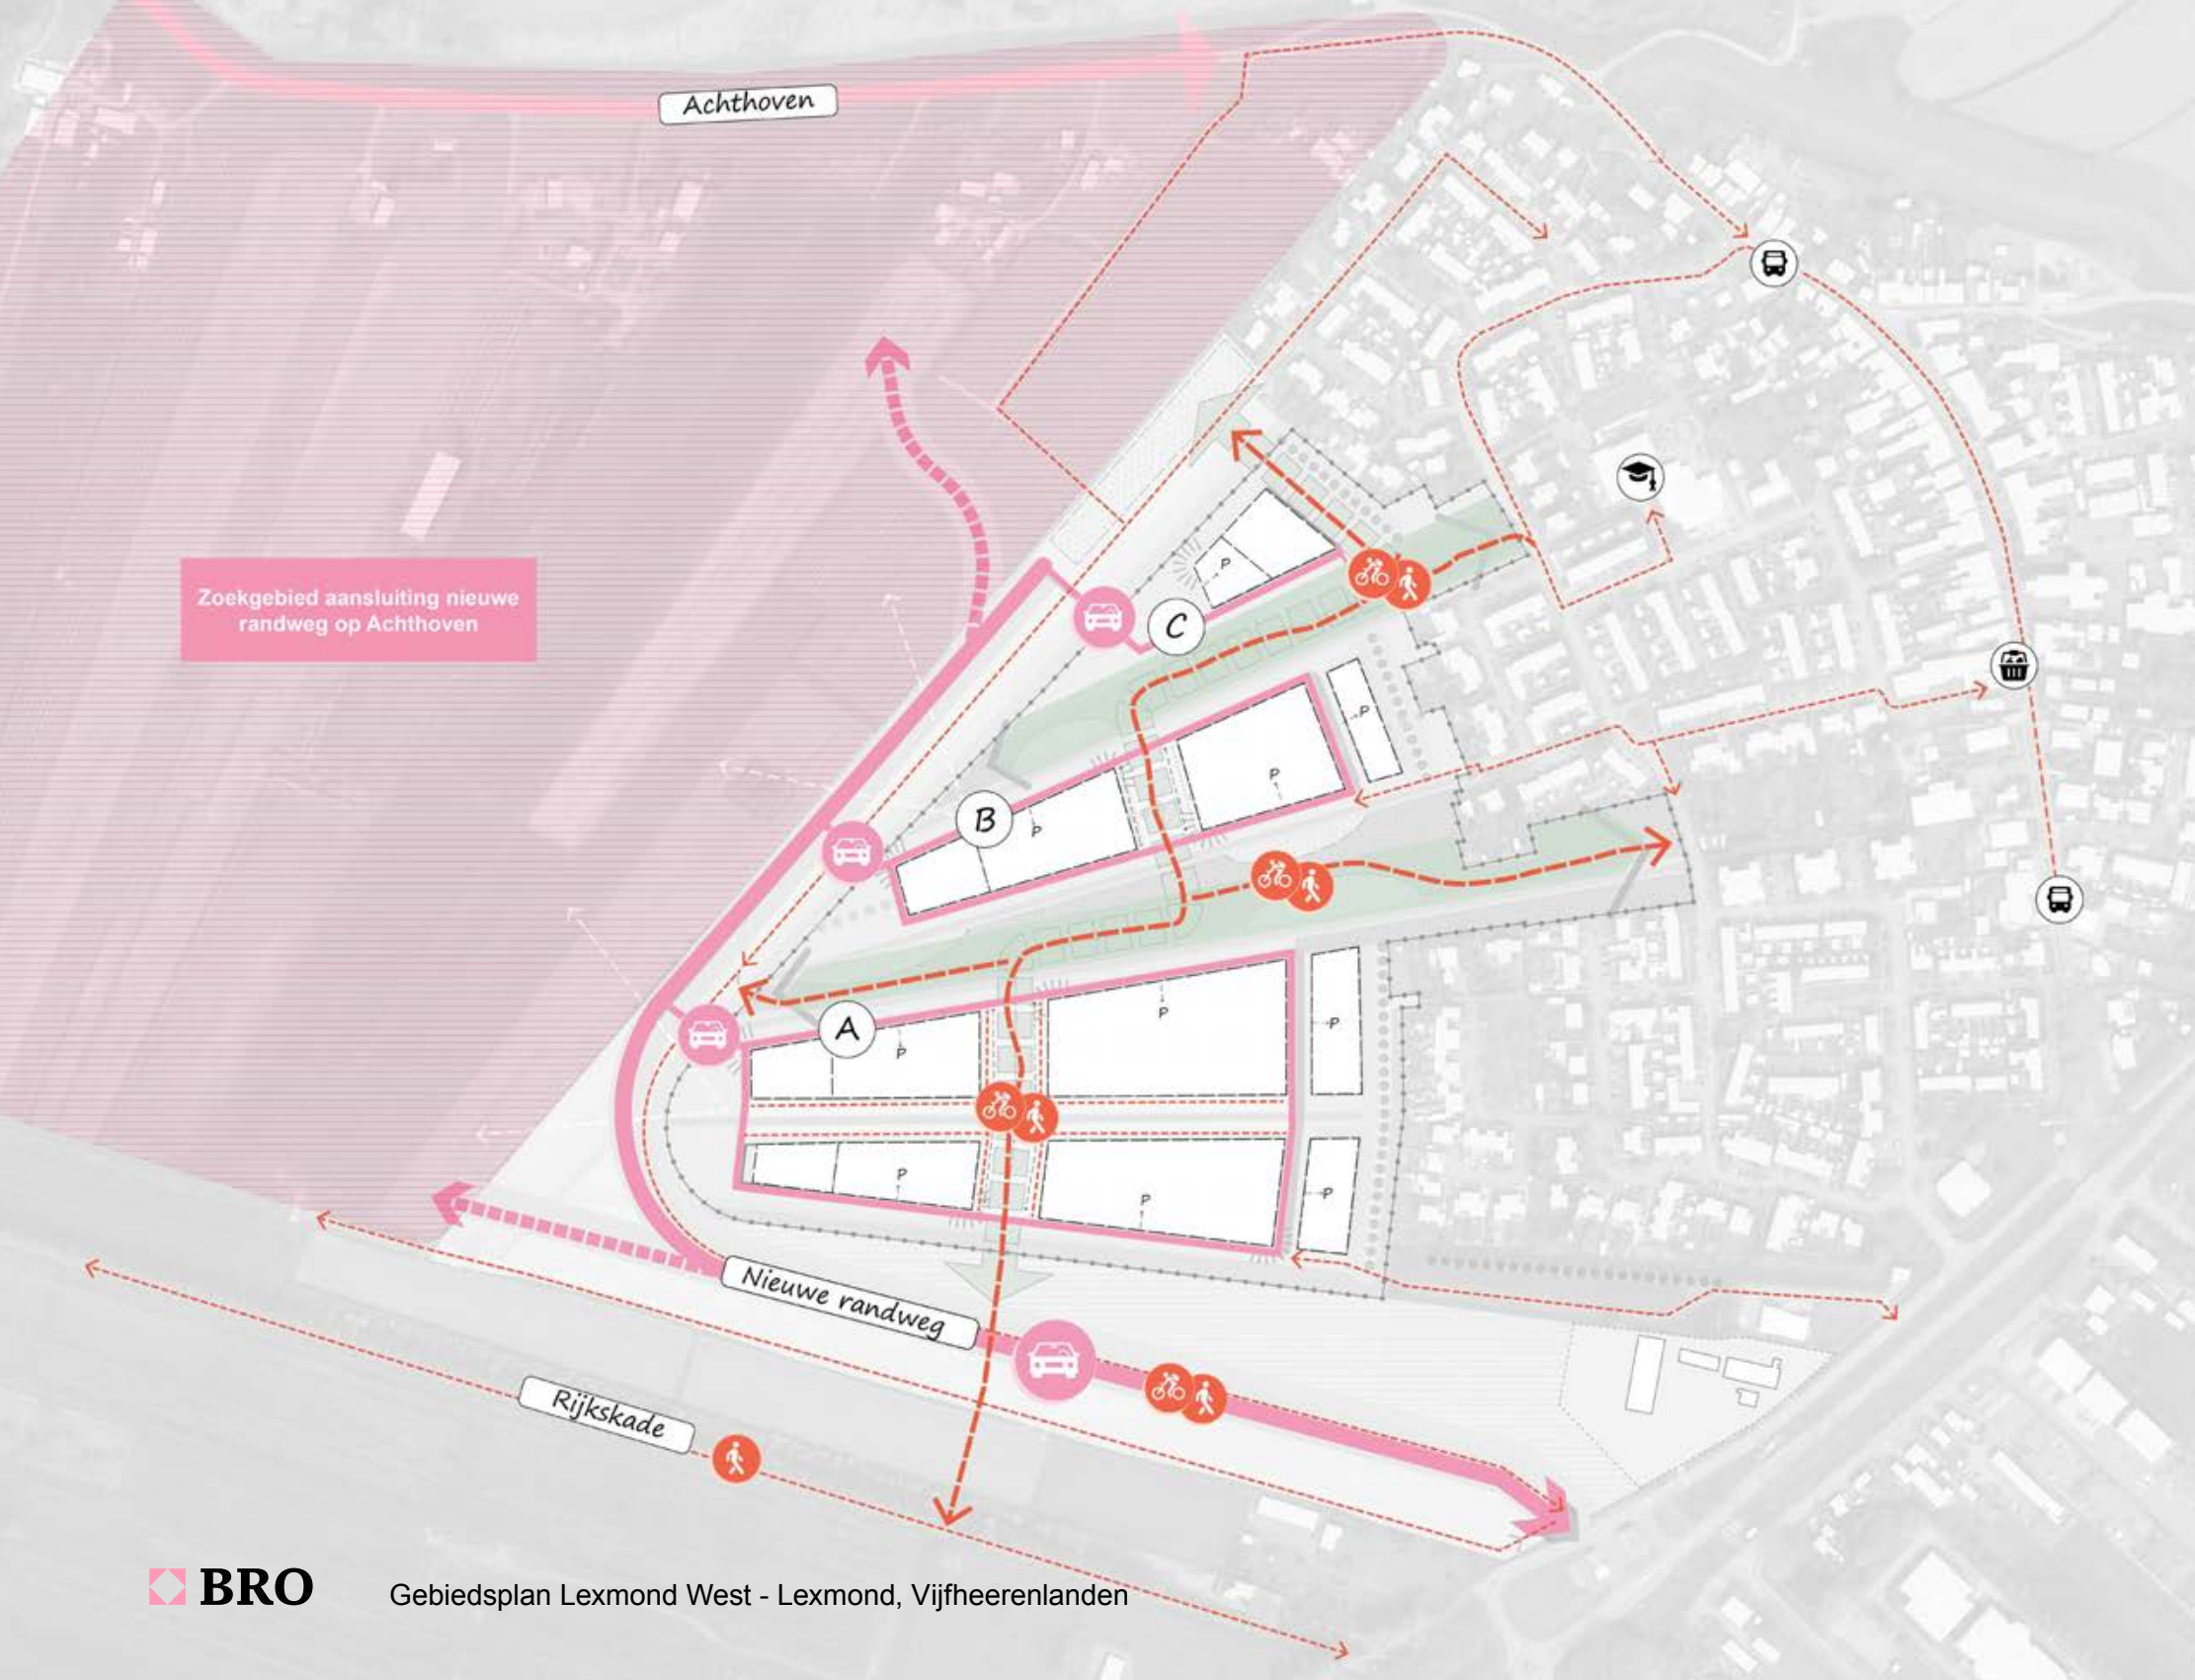 Achthoven
Zoekgebied aansluiting nieuwe
randweg op Achthoven
P
C
P
P
B
P
P
A
P
P
P
P
P
Nieuwe randweg
Rijkskade
BRO
Gebiedsplan Lexmond West - Lexmond, Vijfheerenlanden